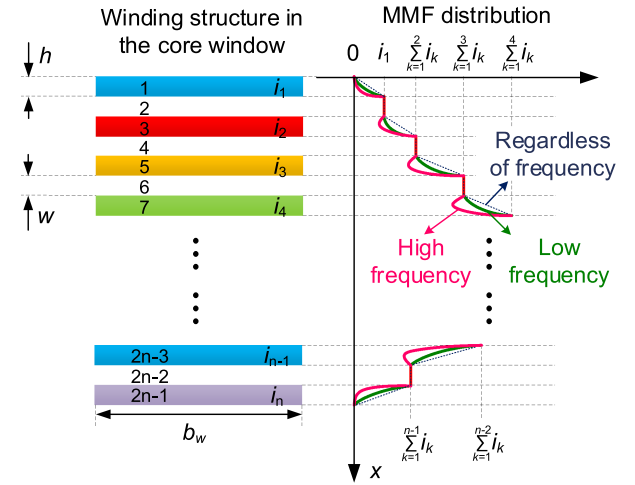 Winding structure in
the core window
MMF distribution
h
0 i₁ ²∑ₖ₌₁ iₖ ³∑ₖ₌₁ iₖ ⁴∑ₖ₌₁ iₖ
1 i₁
2
3 i₂
4
5 i₃
6
7 i₄
w
Regardless
of frequency
High
frequency
Low
frequency
2n-3 iₙ₋₁
2n-2
2n-1 iₙ
b_w
ⁿ⁻¹∑ₖ₌₁ iₖ ⁿ⁻²∑ₖ₌₁ iₖ
x